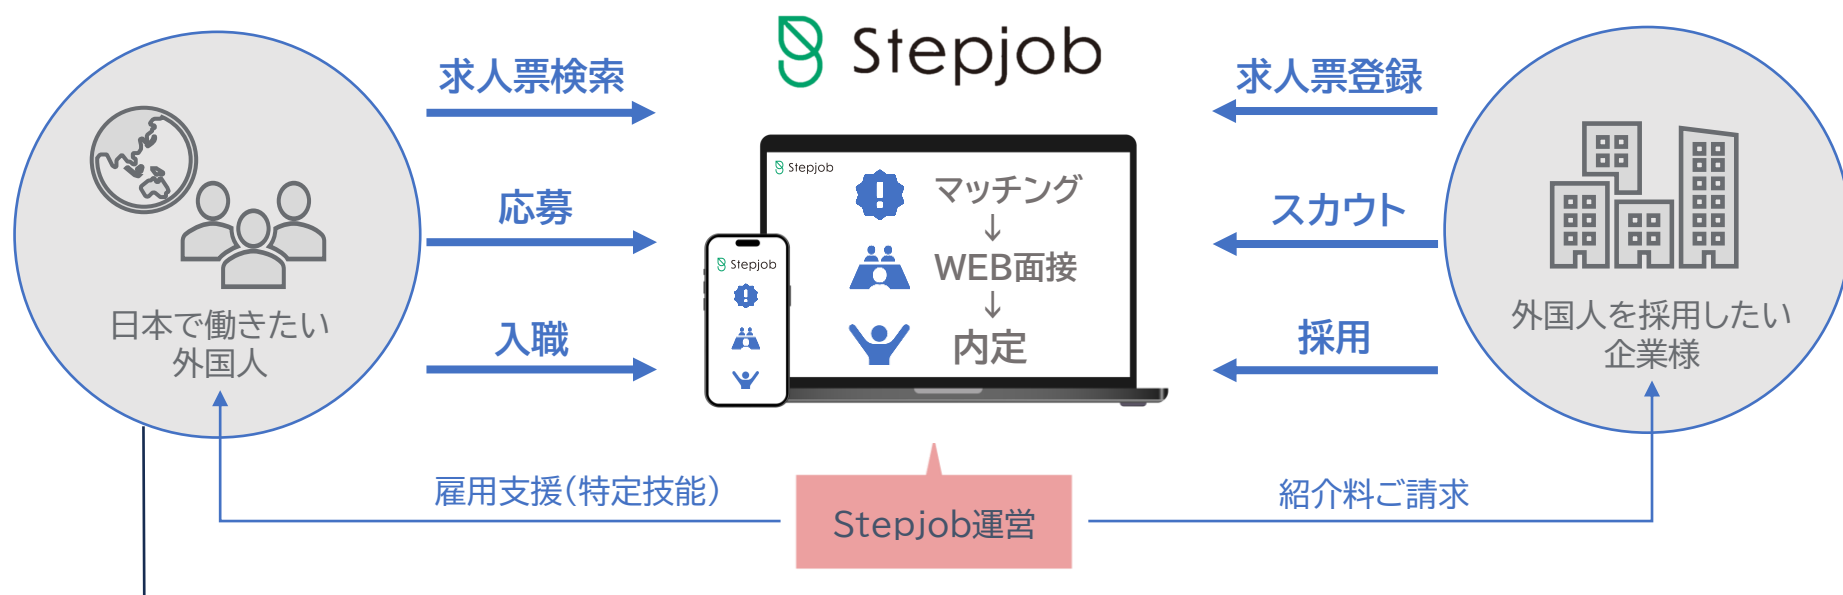 Stepjob
求人票検索
求人票登録
Stepjob
マッチング
↓
応募
スカウト
Stepjob
WEB面接
↓
日本で働きたい
外国人
入職
内定
採用
外国人を採用したい
企業様
雇用支援(特定技能)
Stepjob運営
紹介料ご請求